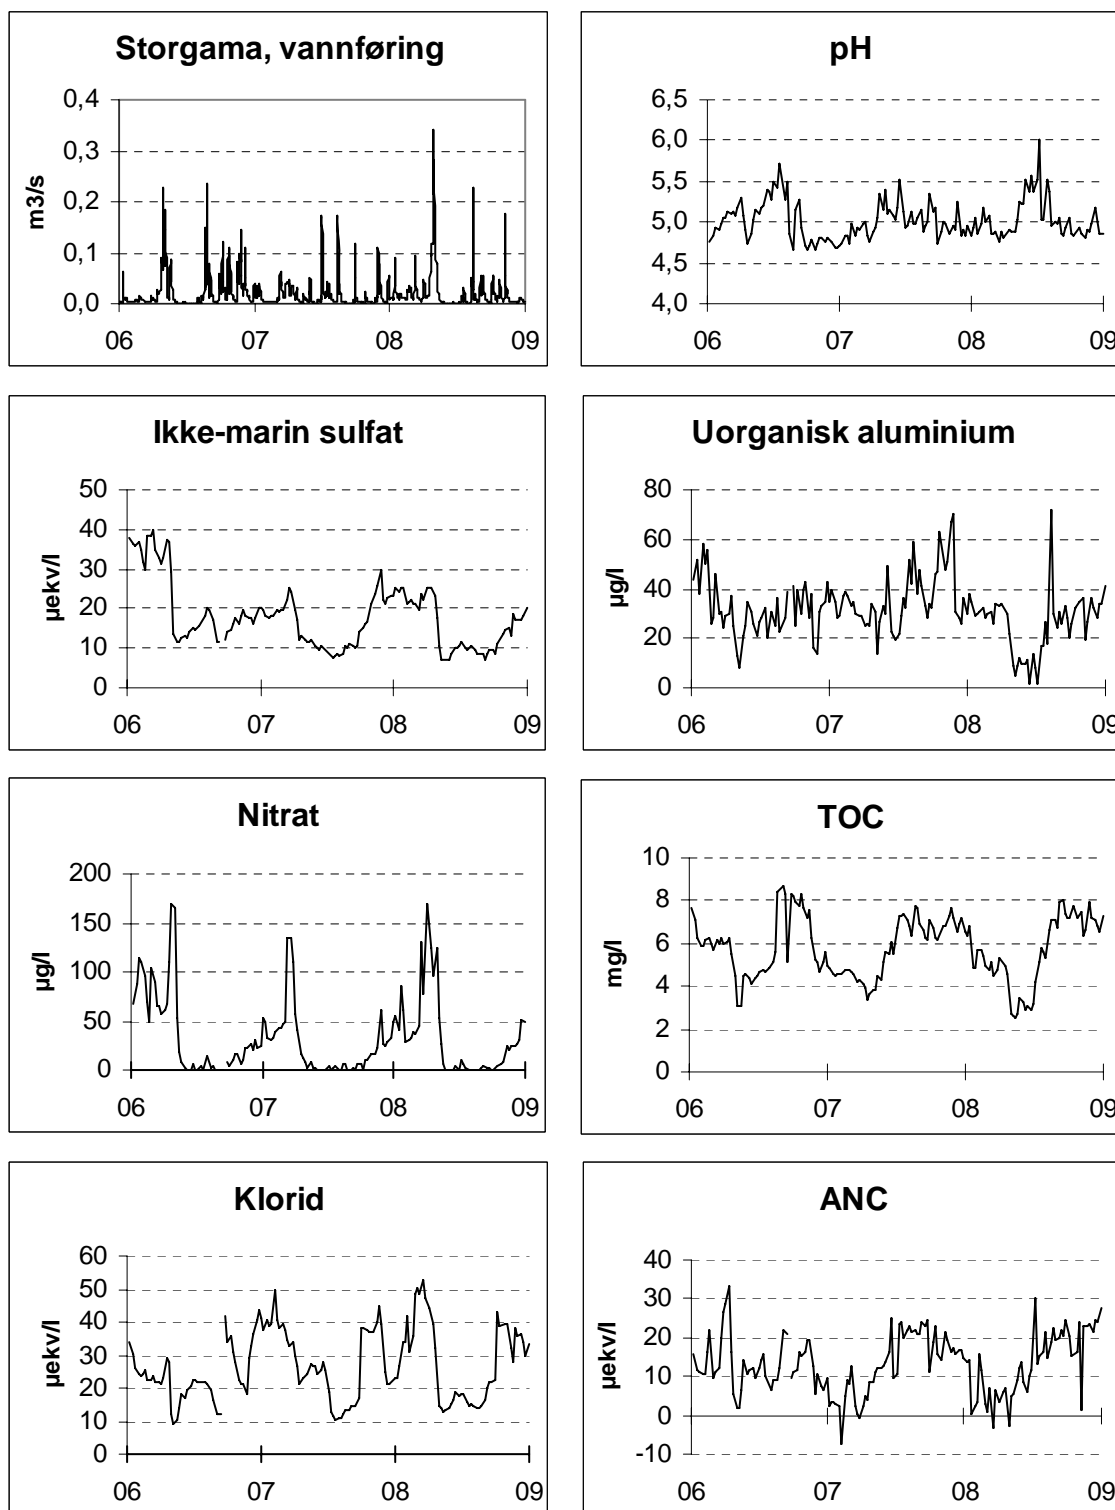 Storgama, vannføring
m3/s
0,4
0,3
0,2
0,1
0,0
06 07 08 09
pH
6,5
6,0
5,5
5,0
4,5
4,0
06 07 08 09
Ikke-marin sulfat
µekv/l
50
40
30
20
10
0
06 07 08 09
Uorganisk aluminium
µg/l
80
60
40
20
0
06 07 08 09
Nitrat
µg/l
200
150
100
50
0
06 07 08 09
TOC
mg/l
10
8
6
4
2
0
06 07 08 09
Klorid
µekv/l
60
50
40
30
20
10
0
06 07 08 09
ANC
µekv/l
40
30
20
10
0
-10
06 07 08 09